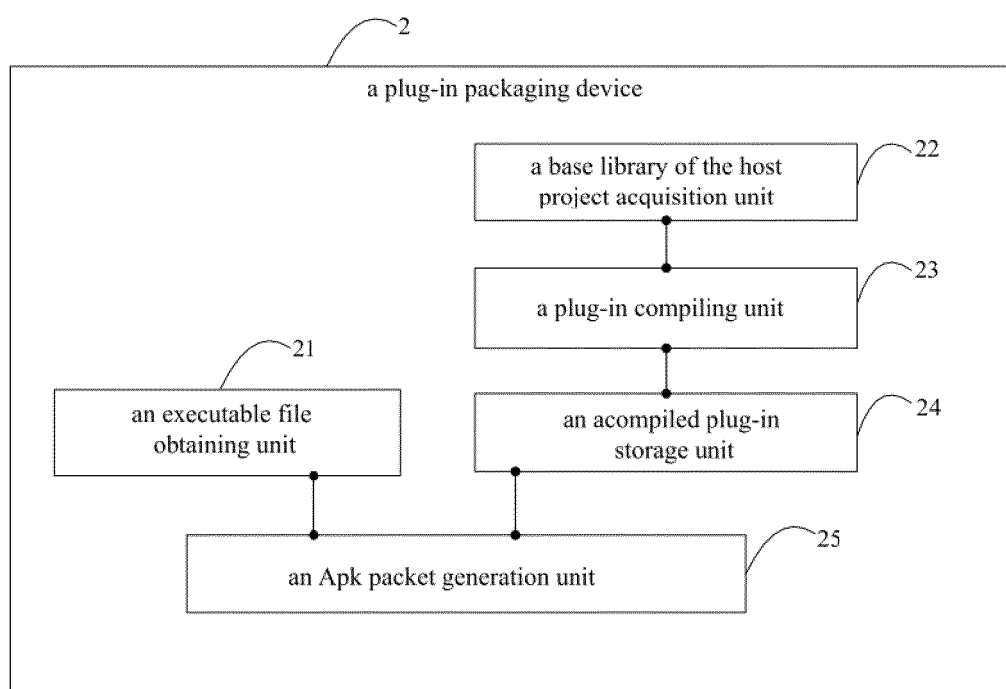 2
a plug-in packaging device
22
a base library of the host
project acquisition unit
23
a plug-in compiling unit
21
an executable file
obtaining unit
24
an acompiled plug-in
storage unit
25
an Apk packet generation unit